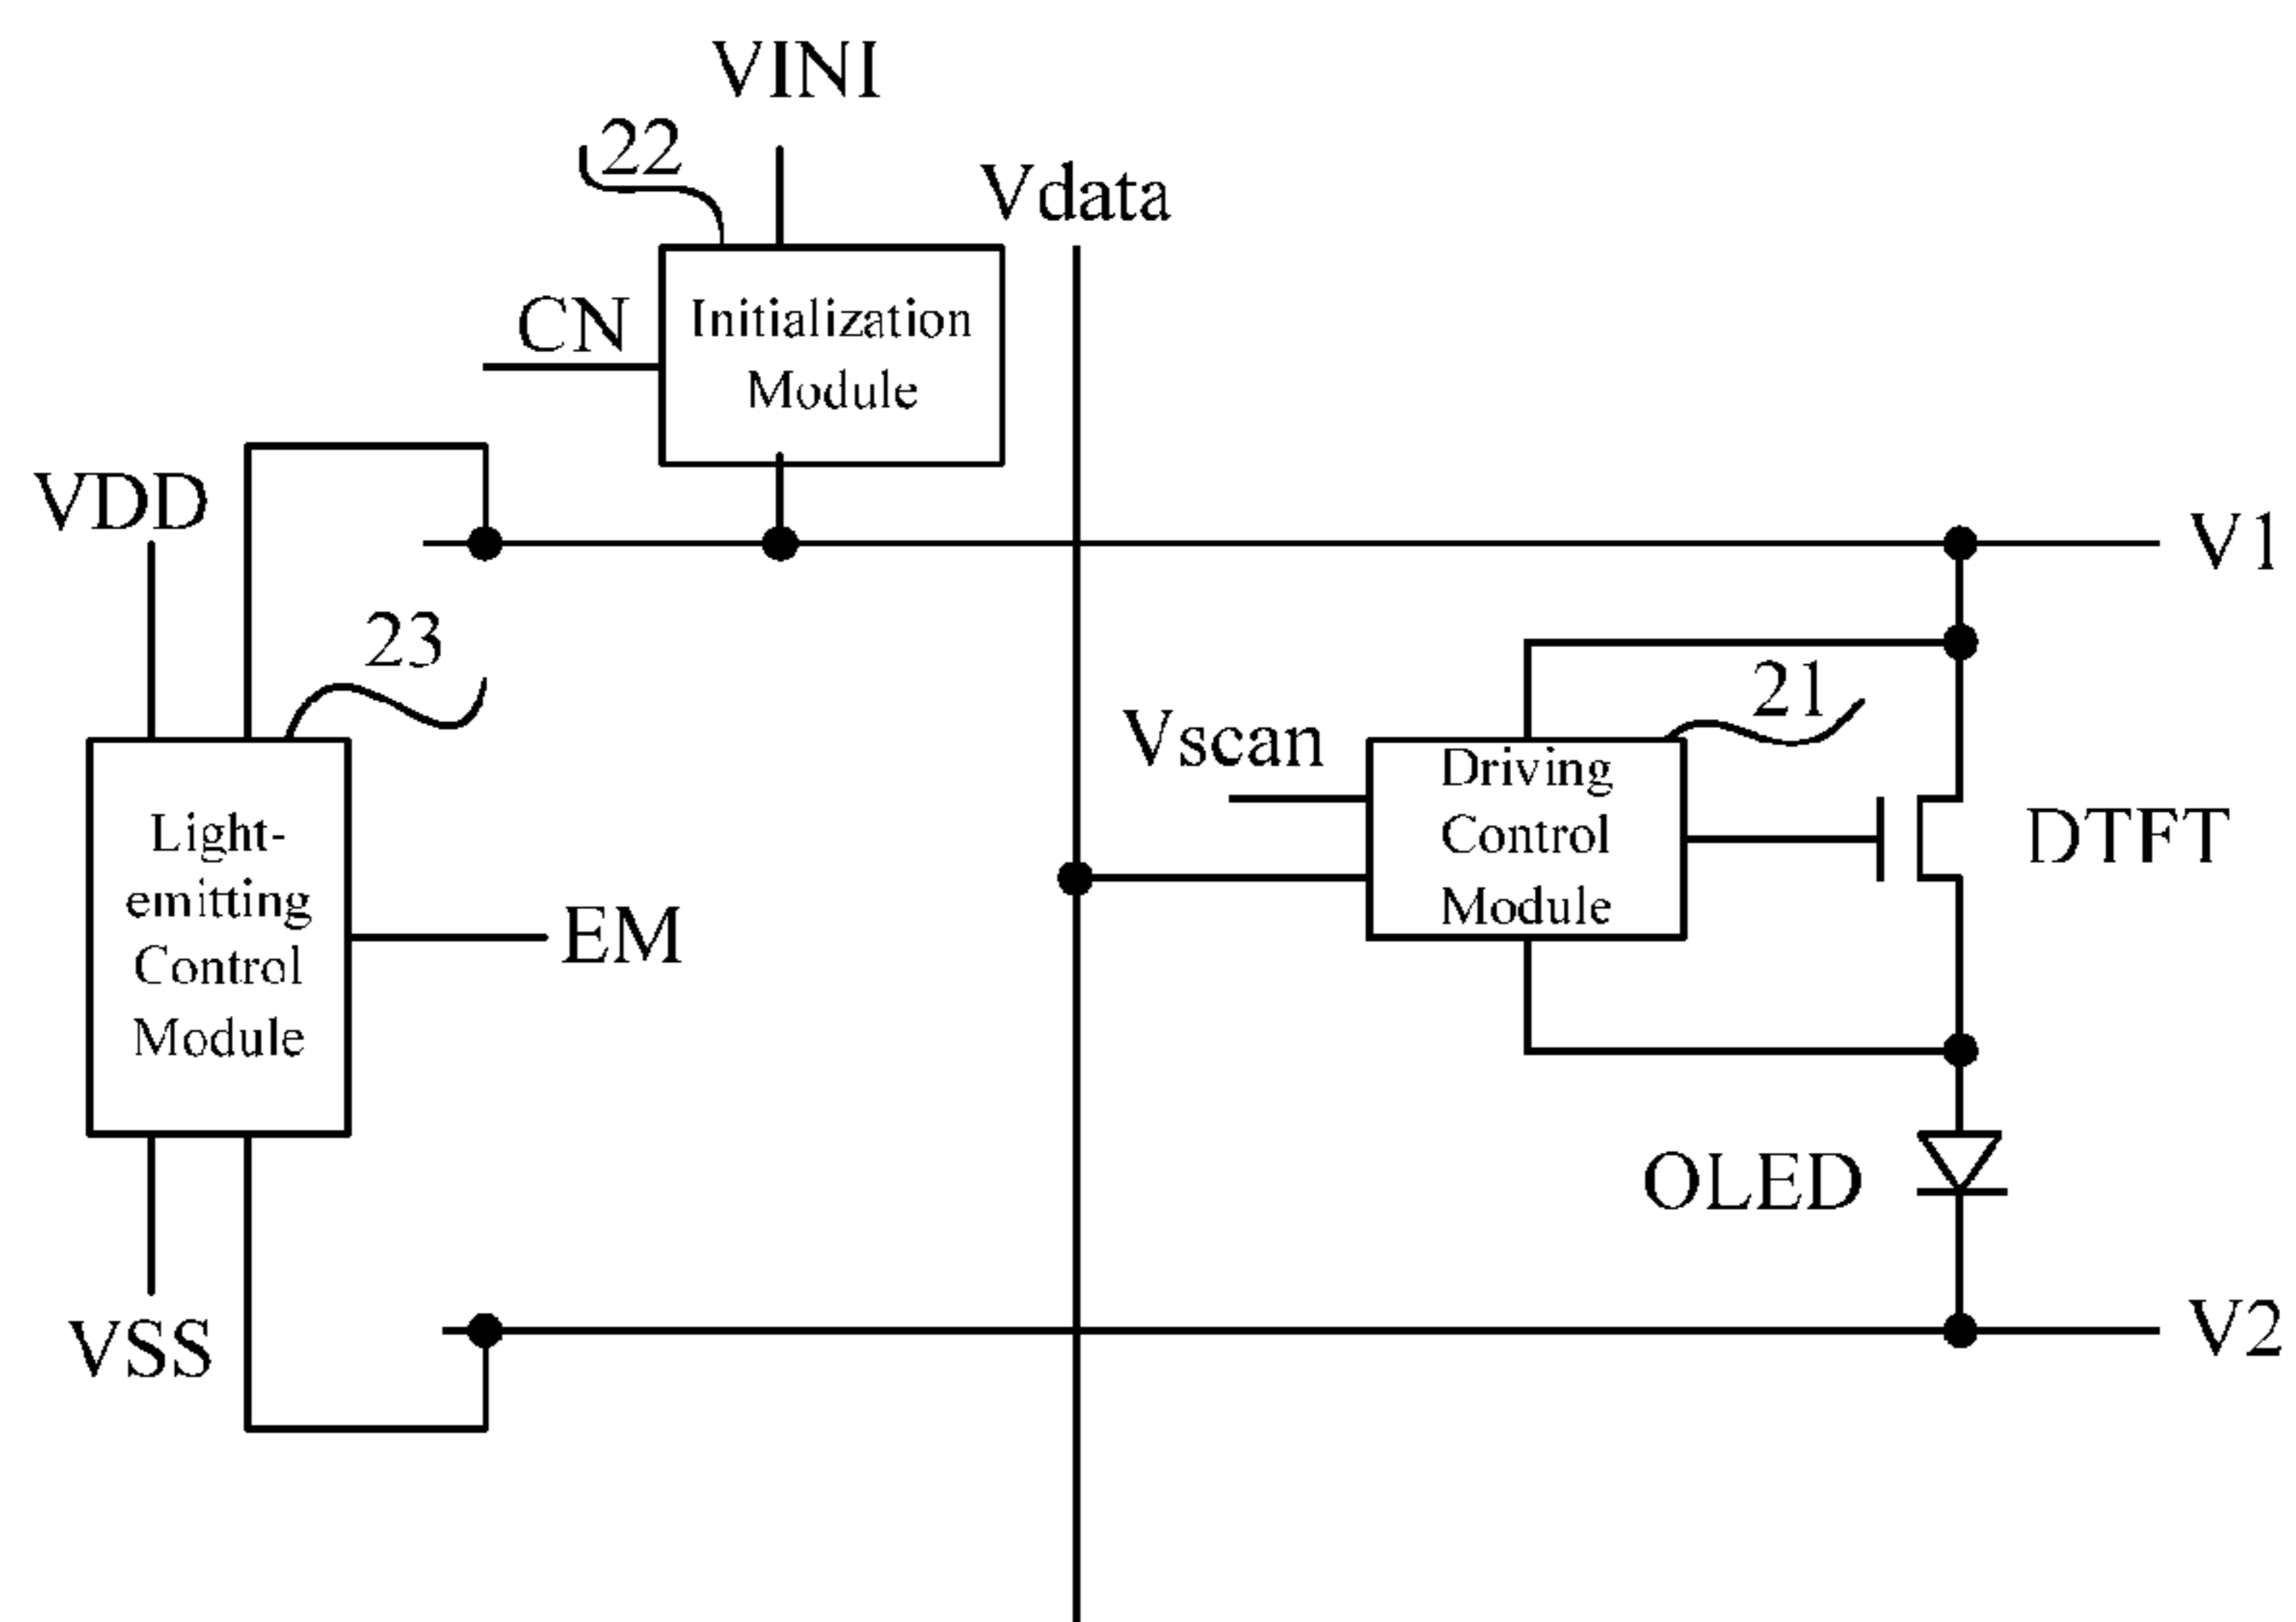 VINI
22
Vdata
CN
Initialization
Module
VDD
V1
23
21
Vscan
Driving
Control
Module
DTFT
Light-
emitting
Control
Module
EM
OLED
VSS
V2